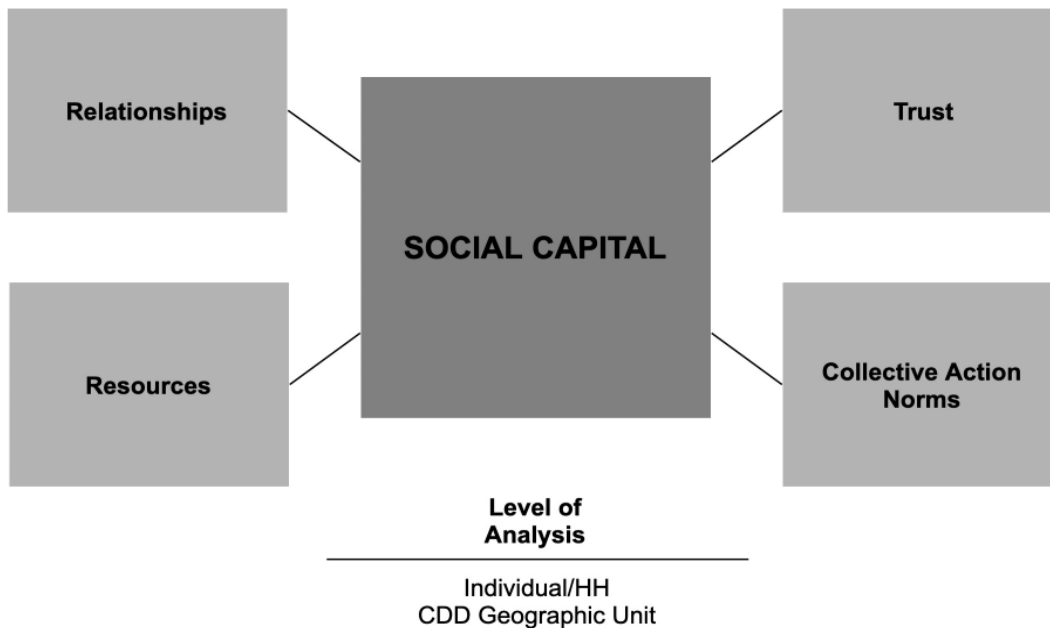 Relationships
Trust
SOCIAL CAPITAL
Resources
Collective Action
Norms
Level of
Analysis
Individual/HH
CDD Geographic Unit